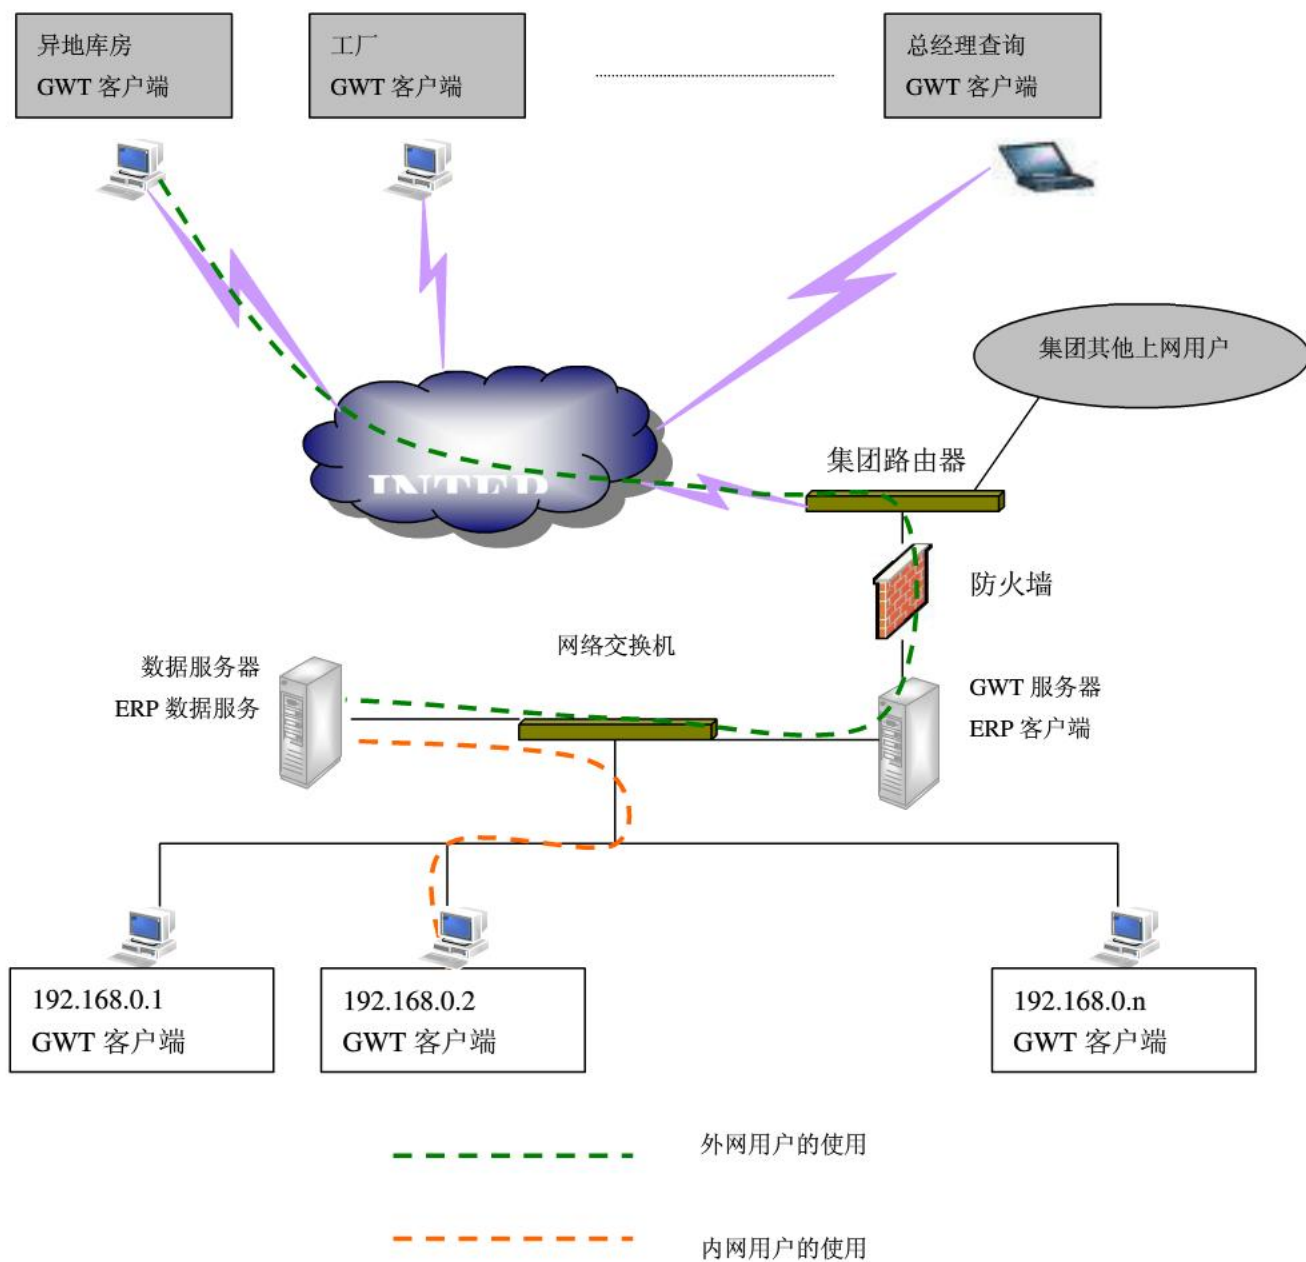 异地库房
GWT 客户端
工厂
GWT 客户端
总经理查询
GWT 客户端
集团其他上网用户
集团路由器
INTER
防火墙
网络交换机
数据服务器
ERP 数据服务
GWT 服务器
ERP 客户端
192.168.0.1
GWT 客户端
192.168.0.2
GWT 客户端
192.168.0.n
GWT 客户端
外网用户的使用
内网用户的使用